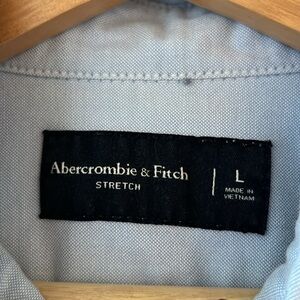 Abercrombie & Fitch
STRETCH
L
MADE IN
VIETNAM